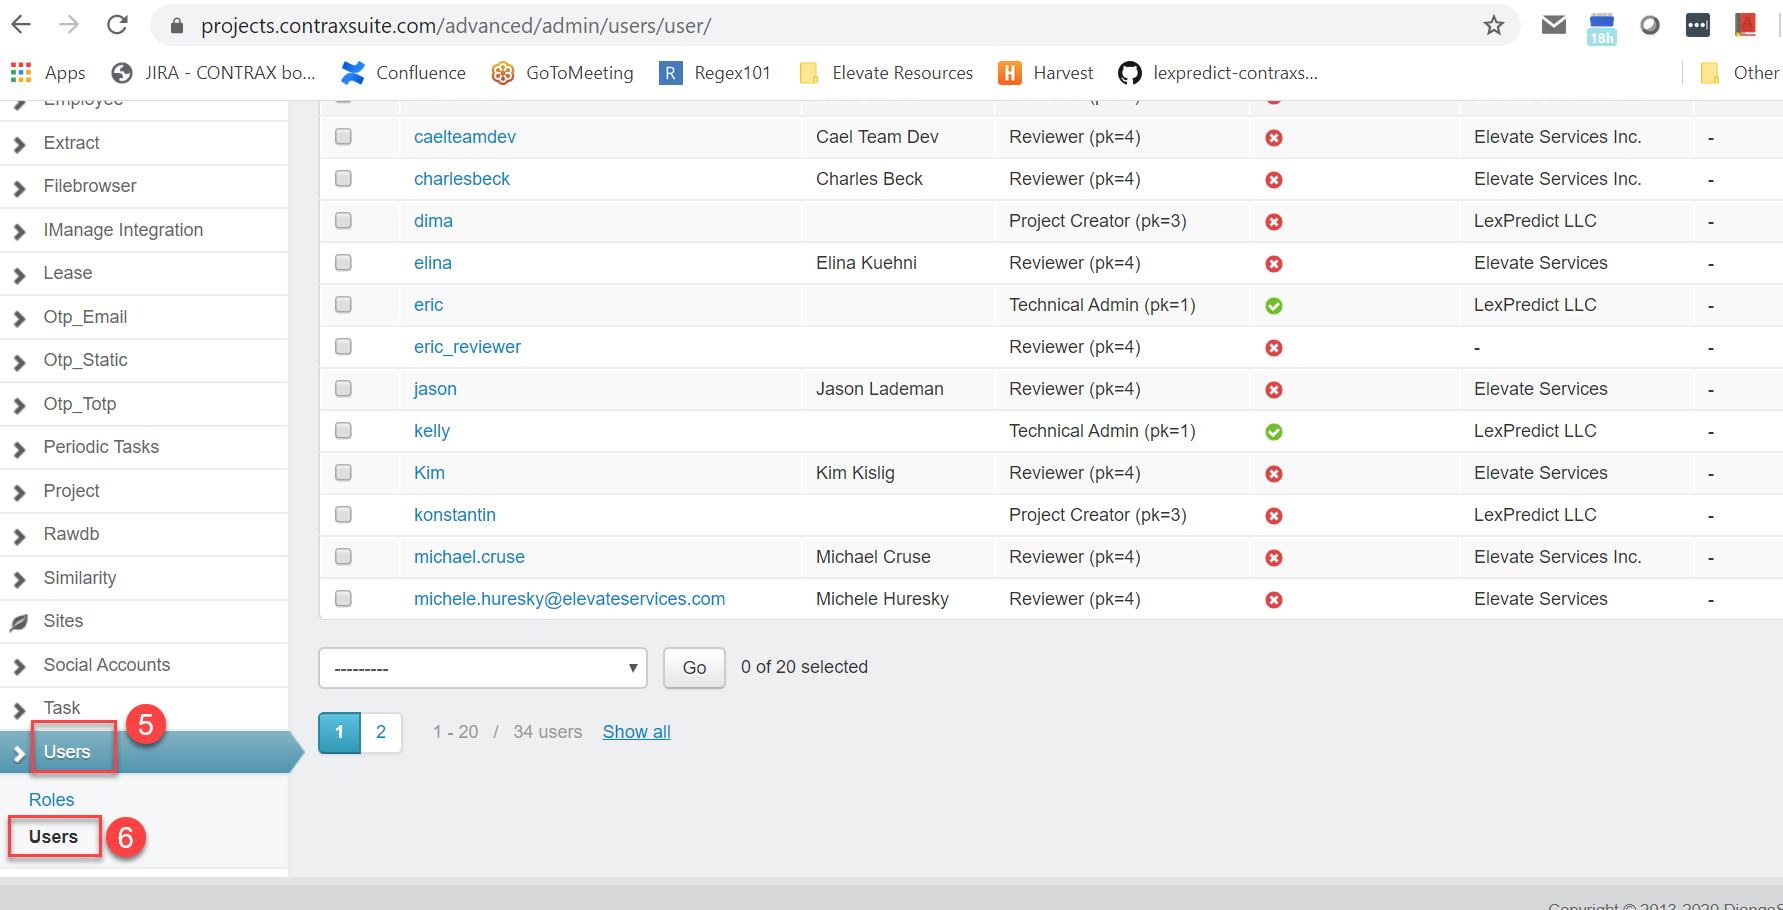 projects.contraxsuite.com/advanced/admin/users/user/
18h
Apps JIRA - CONTRAX bo... Confluence GoToMeeting R Regex101 Elevate Resources H Harvest lexpredict-contraxs... Other
Employee
Extract
Filebrowser
IManage Integration
Lease
Otp_Email
Otp_Static
Otp_Totp
Periodic Tasks
Project
Rawdb
Similarity
Sites
Social Accounts
Task
5
Users
Roles
Users
6
caelteamdev Cael Team Dev Reviewer (pk=4) Elevate Services Inc. -
charlesbeck Charles Beck Reviewer (pk=4) Elevate Services Inc. -
dima Project Creator (pk=3) LexPredict LLC -
elina Elina Kuehni Reviewer (pk=4) Elevate Services -
eric Technical Admin (pk=1) LexPredict LLC -
eric_reviewer Reviewer (pk=4) - -
jason Jason Lademan Reviewer (pk=4) Elevate Services -
kelly Technical Admin (pk=1) LexPredict LLC -
Kim Kim Kislig Reviewer (pk=4) Elevate Services -
konstantin Project Creator (pk=3) LexPredict LLC -
michael.cruse Michael Cruse Reviewer (pk=4) Elevate Services Inc. -
michele.huresky@elevateservices.com Michele Huresky Reviewer (pk=4) Elevate Services -
--------- Go 0 of 20 selected
1 2 1 - 20 / 34 users Show all
Copyright © 2013-2020